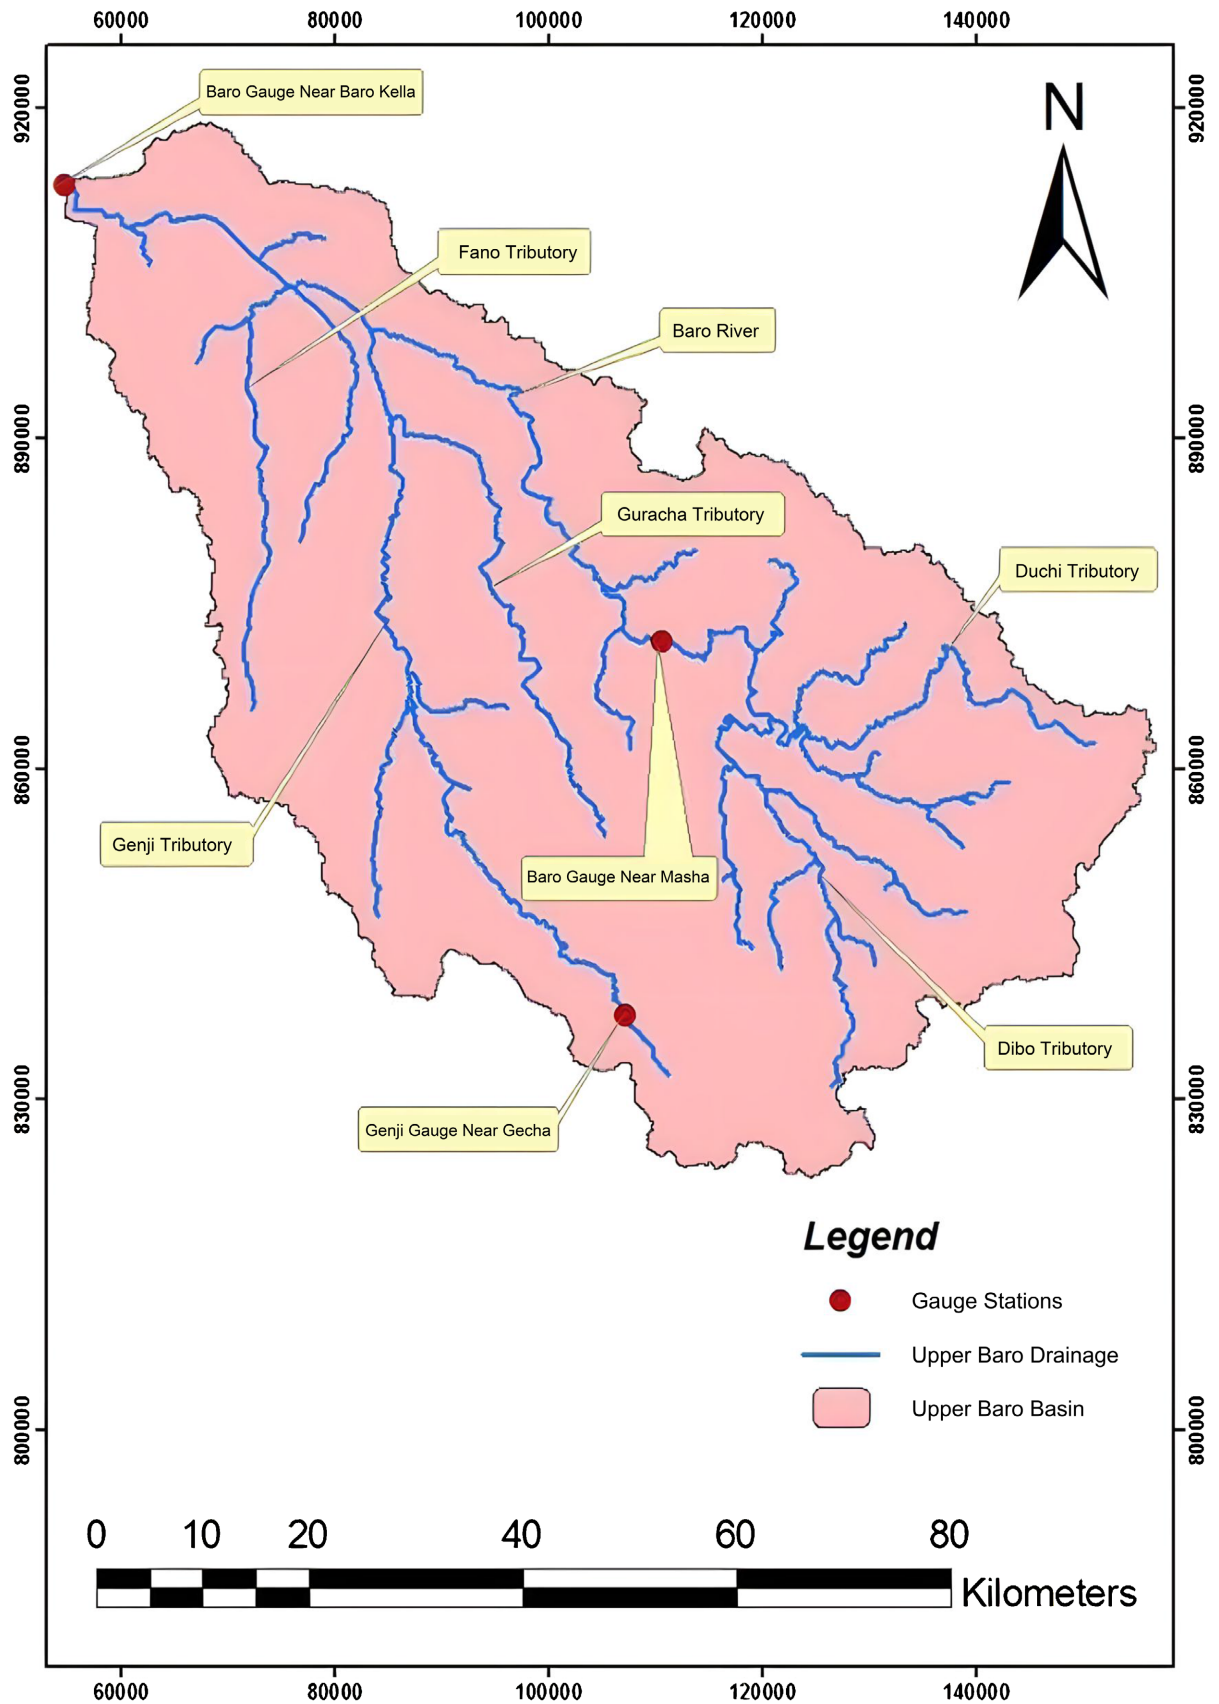 60000 80000 100000 120000 140000
920000 920000
Baro Gauge Near Baro Kella
N
Fano Tributory
Baro River
890000 890000
Guracha Tributory
Duchi Tributory
860000 860000
Genji Tributory
Baro Gauge Near Masha
Dibo Tributory
830000 830000
Genji Gauge Near Gecha
Legend
Gauge Stations
Upper Baro Drainage
Upper Baro Basin
800000 800000
0 10 20 40 60 80
Kilometers
60000 80000 100000 120000 140000